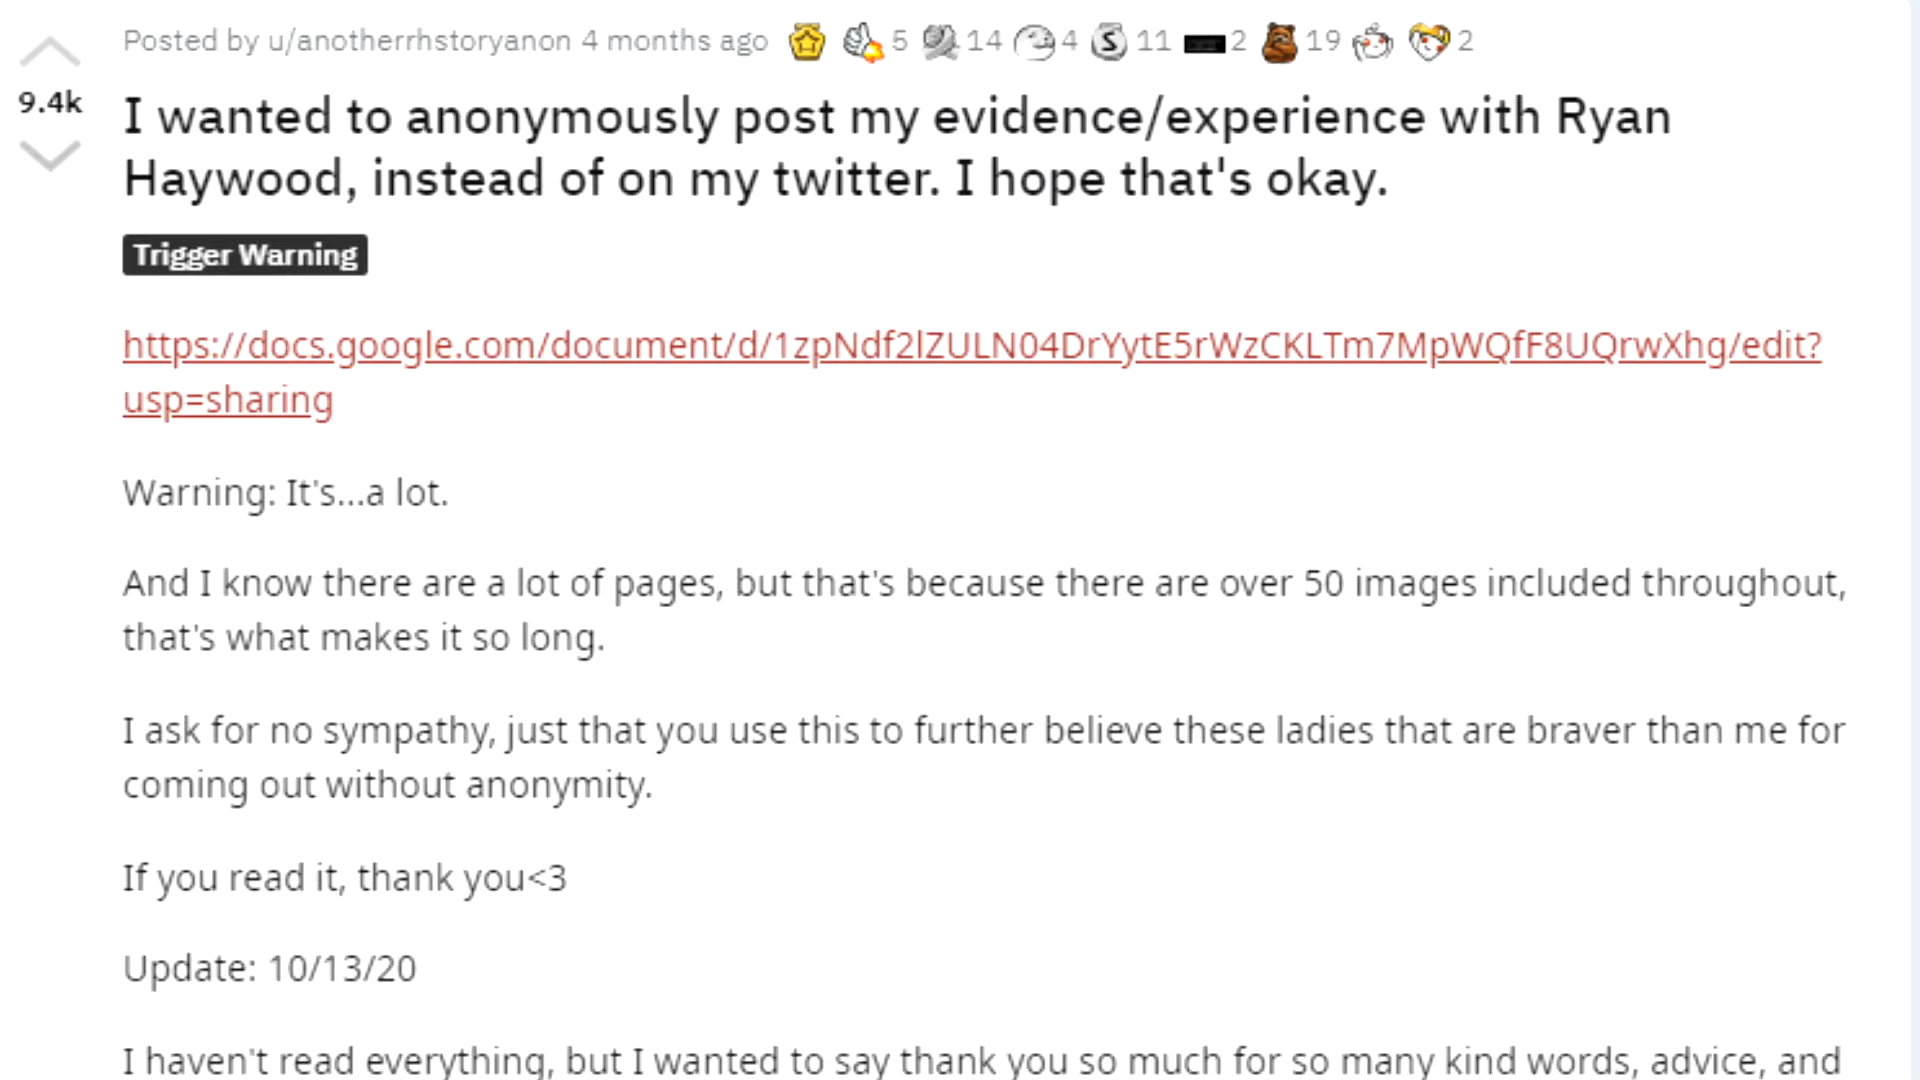 Posted by u/anotherrhstoryanon 4 months ago 5 14 4 S 11 2 19 2
9.4k
I wanted to anonymously post my evidence/experience with Ryan
Haywood, instead of on my twitter. I hope that's okay.
Trigger Warning
https://docs.google.com/document/d/1zpNdf2lZULN04DrYytE5rWzCKLTm7MpWQfF8UQrwXhg/edit?
usp=sharing
Warning: It's...a lot.
And I know there are a lot of pages, but that's because there are over 50 images included throughout,
that's what makes it so long.
I ask for no sympathy, just that you use this to further believe these ladies that are braver than me for
coming out without anonymity.
If you read it, thank you<3
Update: 10/13/20
I haven't read everything, but I wanted to say thank you so much for so many kind words, advice, and